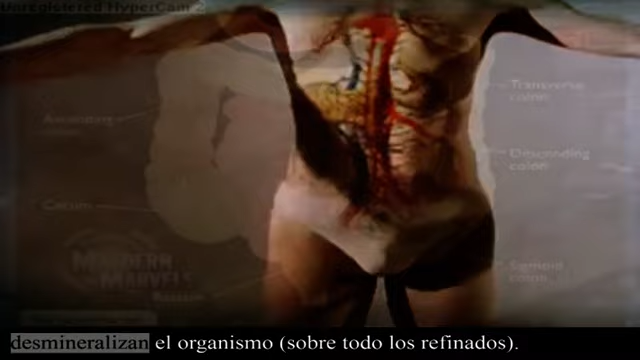 Unregistered HyperCam 2
Transverse
colon
Ascending
Descending
colon
Cecum
Sigmoid
colon
MODERN
MARVELS
Rectum
desmineralizan el organismo (sobre todo los refinados).